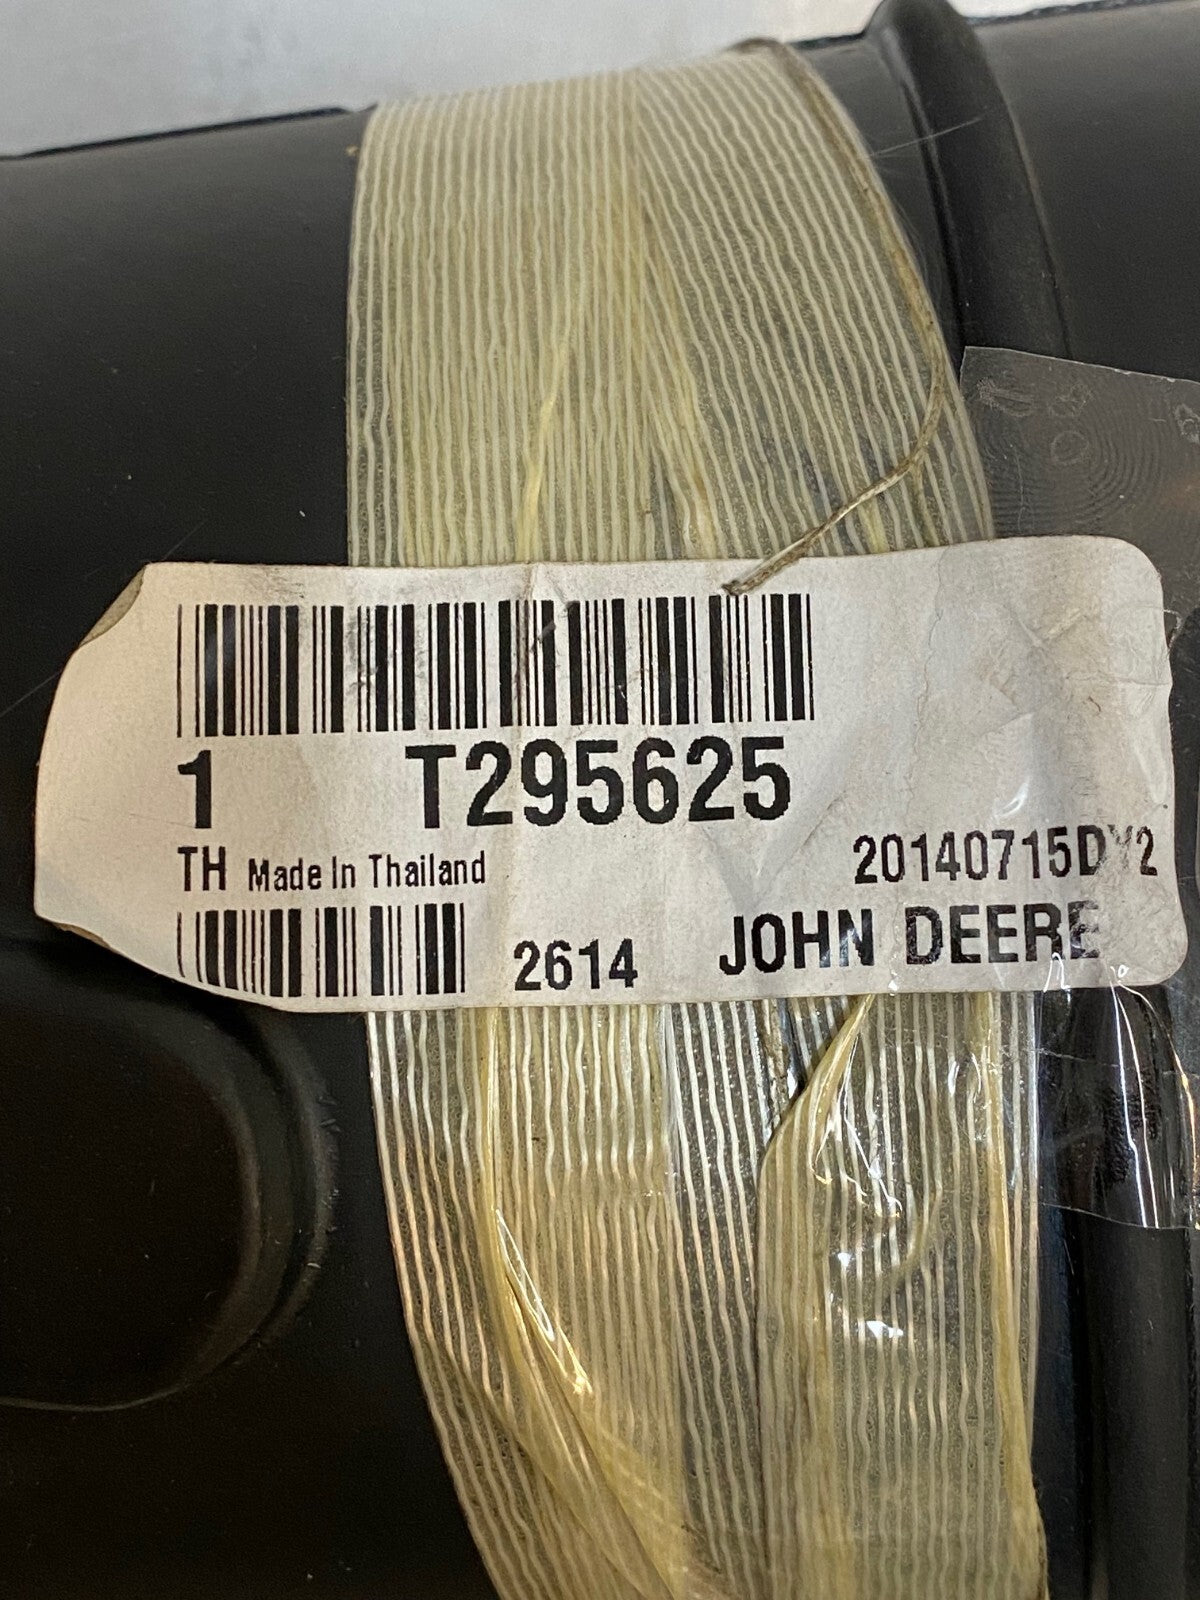 1 T295625
TH Made In Thailand 20140715DY2
2614 JOHN DEERE